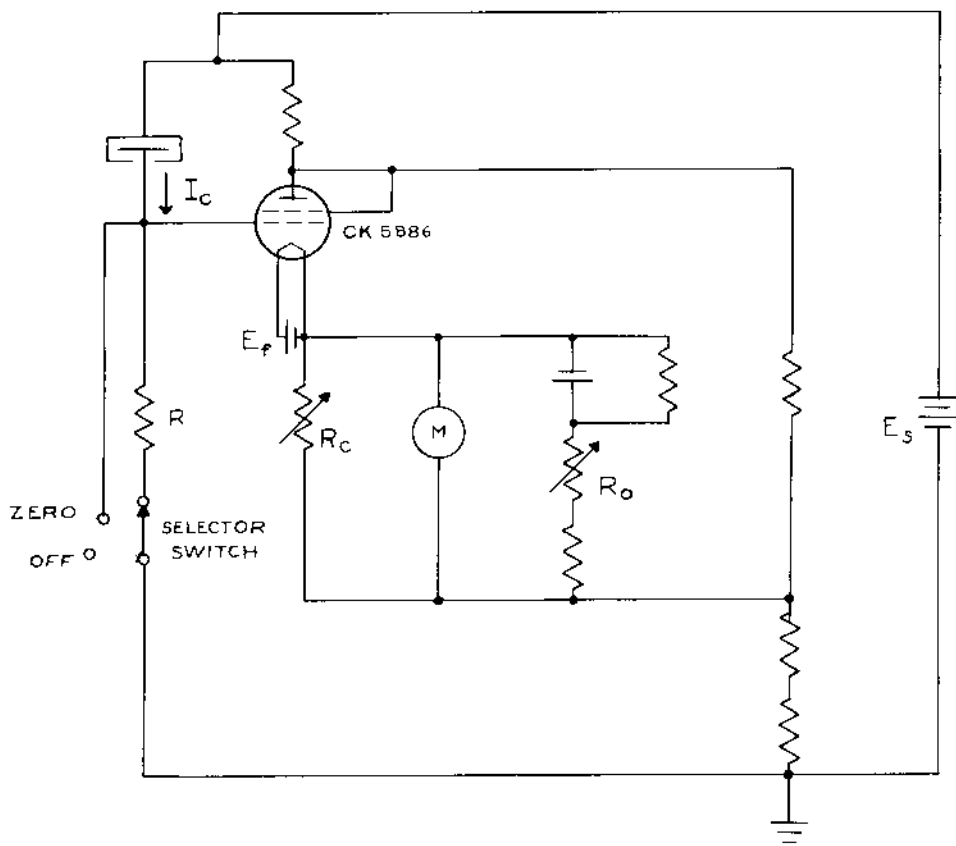 I_c
CK 5886
E_f
R
R_c
M
R_o
E_s
ZERO
OFF
SELECTOR
SWITCH